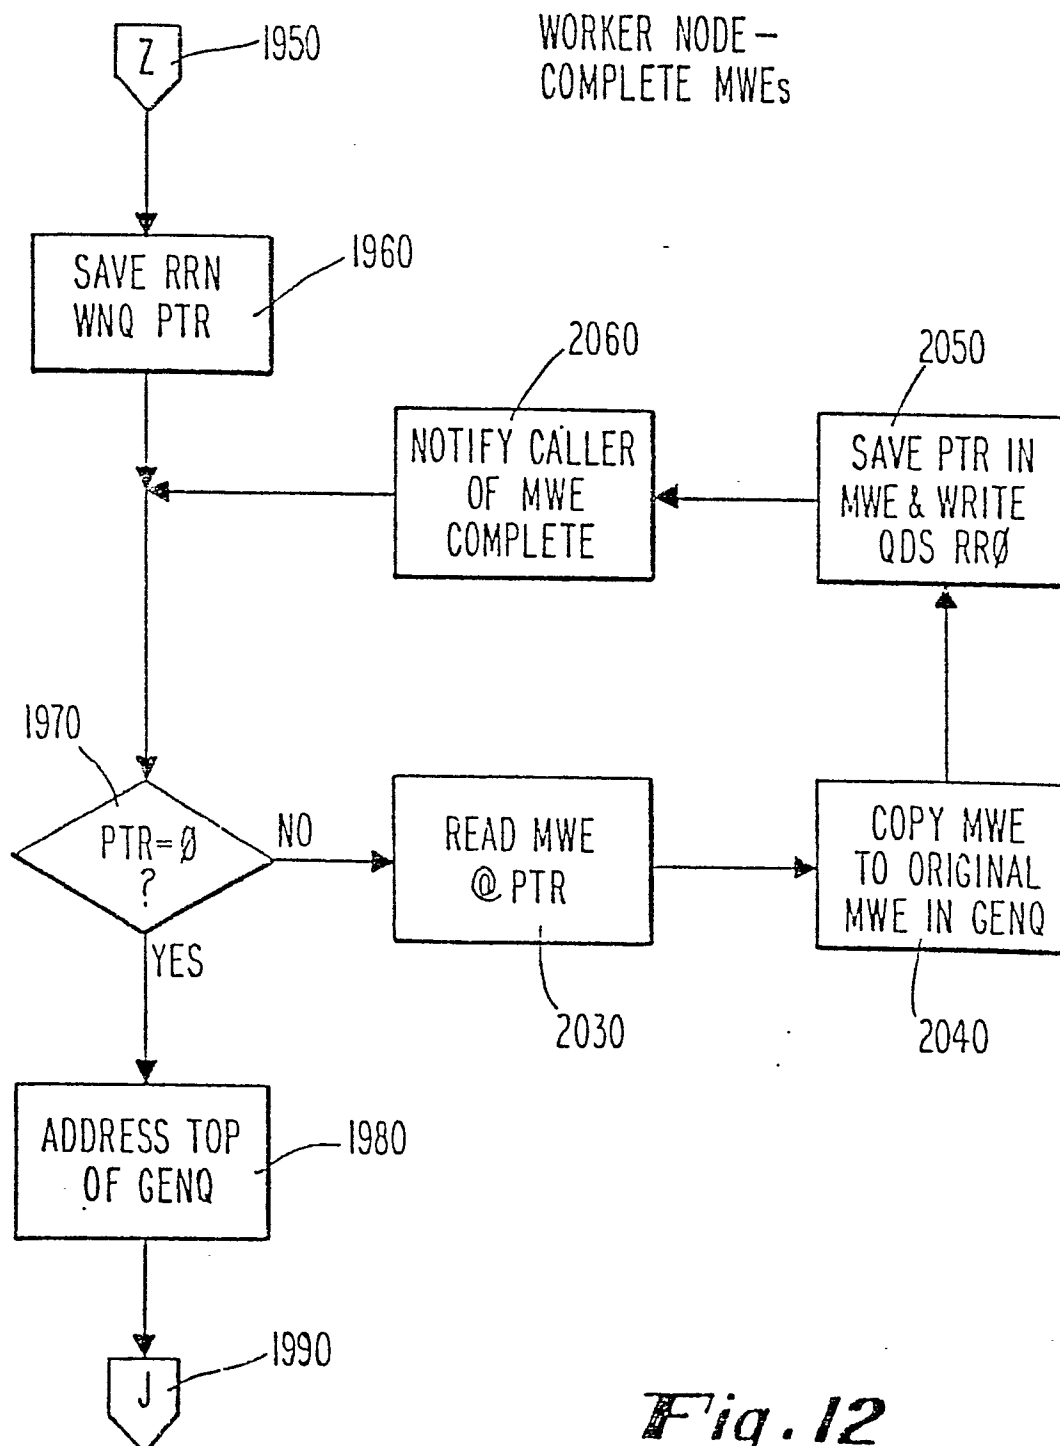 WORKER NODE –
COMPLETE MWEs
Z
1950
SAVE RRN
WNQ PTR
1960
2060
NOTIFY CALLER
OF MWE
COMPLETE
2050
SAVE PTR IN
MWE & WRITE
QDS RRØ
1970
PTR=Ø
?
NO
YES
READ MWE
@ PTR
2030
COPY MWE
TO ORIGINAL
MWE IN GENQ
2040
ADDRESS TOP
OF GENQ
1980
J
1990
Fig. 12